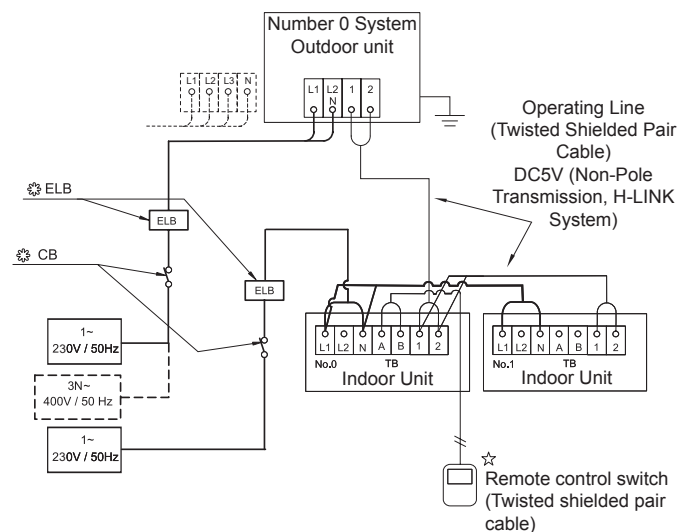 Number 0 System
Outdoor unit
L1 L2 L3 N
L1 L2 N 1 2
Operating Line
(Twisted Shielded Pair
Cable)
DC5V (Non-Pole
Transmission, H-LINK
System)
ELB
ELB
CB
ELB
1~
230V / 50Hz
3N~
400V / 50 Hz
1~
230V / 50Hz
L1 L2 N A B 1 2
No.0 TB
Indoor Unit
L1 L2 N A B 1 2
No.1 TB
Indoor Unit
Remote control switch
(Twisted shielded pair
cable)